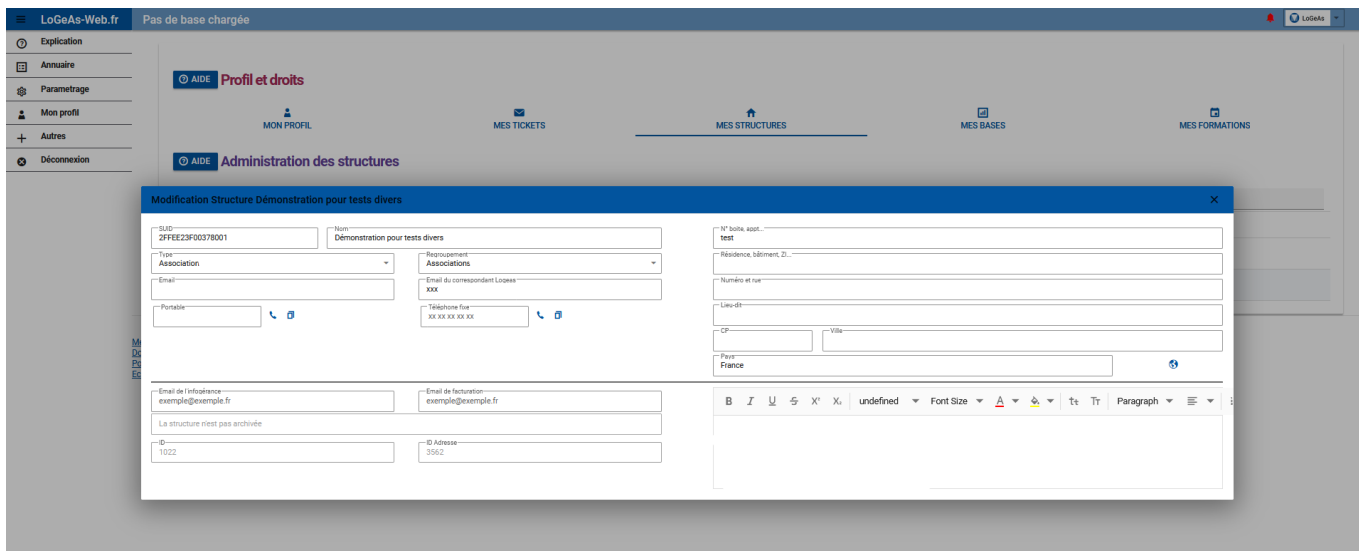 LoGeAs-Web.fr
Pas de base chargée
LoGeAs
Explication
Annuaire
Parametrage
Mon profil
Autres
Déconnexion
AIDE Profil et droits
MON PROFIL
MES TICKETS
MES STRUCTURES
MES BASES
MES FORMATIONS
AIDE Administration des structures
Modification Structure Démonstration pour tests divers
SUID
2FFEE23F00378001
Nom
Démonstration pour tests divers
Type
Association
Regroupement
Associations
Email
Email du correspondant Logeas
xxx
Portable
Téléphone fixe
xx xx xx xx xx
N° boite, appt...
test
Résidence, bâtiment, ZI...
Numéro et rue
Lieu-dit
CP
Ville
Pays
France
Email de l'infogérance
exemple@exemple.fr
Email de facturation
exemple@exemple.fr
La structure n'est pas archivée
ID
1022
ID Adresse
3562
B I U S X² X₂ undefined Font Size A Tt TT Paragraph